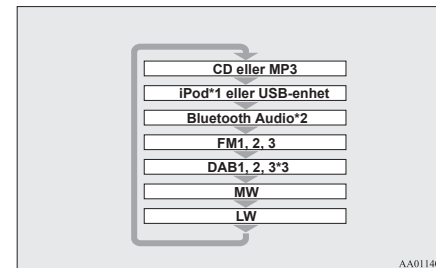 CD eller MP3
iPod*1 eller USB-enhet
Bluetooth Audio*2
FM1, 2, 3
DAB1, 2, 3*3
MW
LW